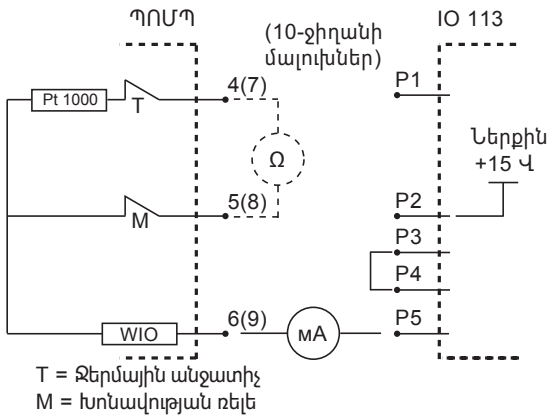 ՊՈՄՊ
IO 113
(10-ջիղանի
մալուխներ)
Pt 1000
T
4(7)
P1
Ω
Ներքին
+15 Վ
M
5(8)
P2
P3
P4
WIO
6(9)
мА
P5
T = Ջերմային անջատիչ
M = Խոնավության ռելե